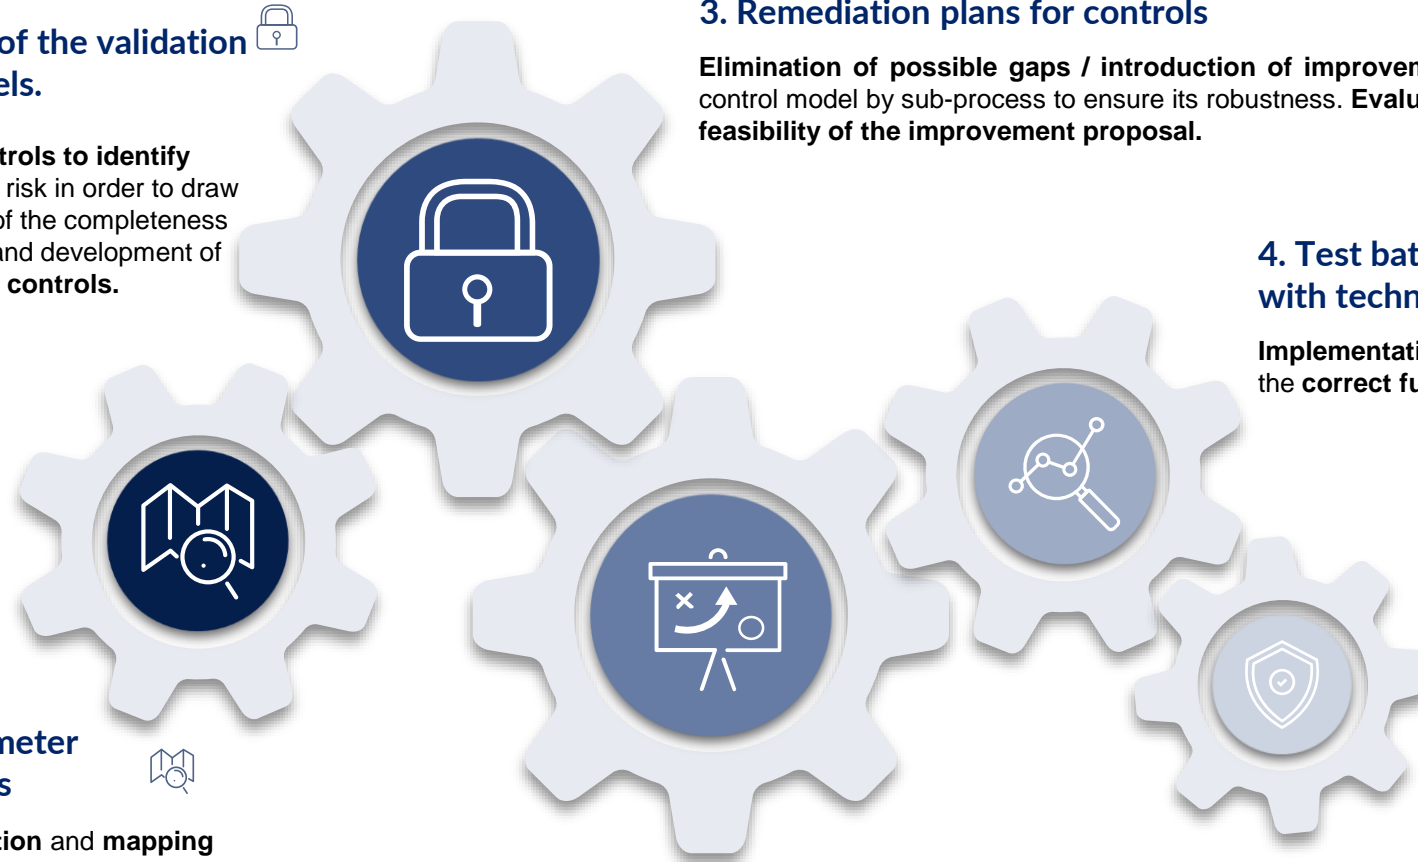 of the validation
els.
trols to identify
risk in order to draw
of the completeness
and development of
controls.
3. Remediation plans for controls
Elimination of possible gaps / introduction of improven
control model by sub-process to ensure its robustness. Evalu
feasibility of the improvement proposal.
4. Test bat
with techn
Implementati
the correct fu
meter
s
tion and mapping